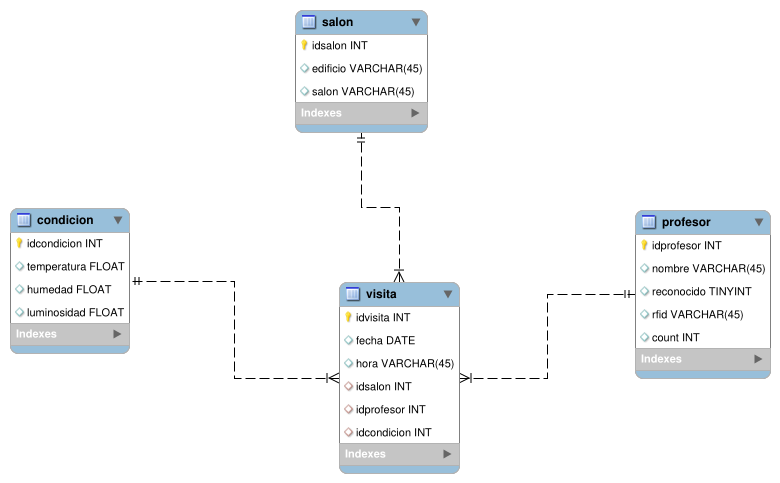 salon
idsalon INT
edificio VARCHAR(45)
salon VARCHAR(45)
Indexes
condicion
idcondicion INT
temperatura FLOAT
humedad FLOAT
luminosidad FLOAT
Indexes
profesor
idprofesor INT
nombre VARCHAR(45)
reconocido TINYINT
rfid VARCHAR(45)
count INT
Indexes
visita
idvisita INT
fecha DATE
hora VARCHAR(45)
idsalon INT
idprofesor INT
idcondicion INT
Indexes